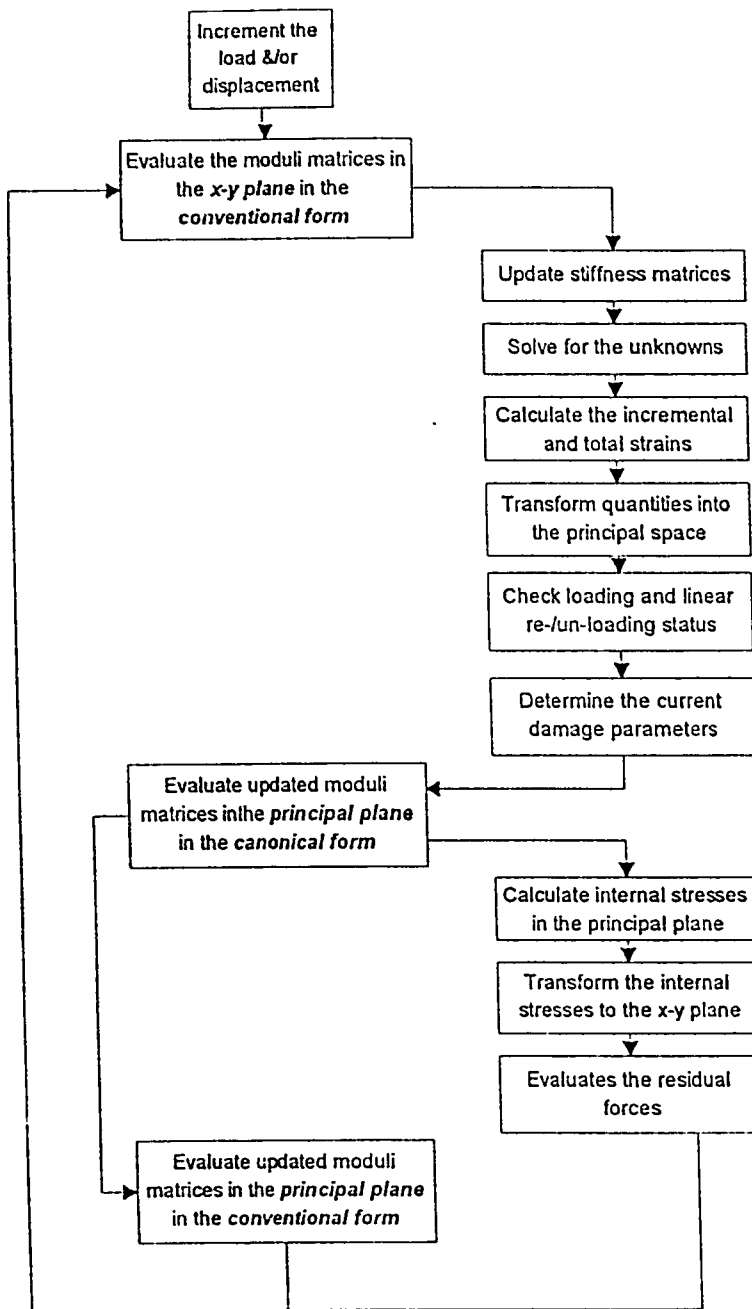 Increment the
load &/or
displacement
Evaluate the moduli matrices in
the x-y plane in the
conventional form
Update stiffness matrices
Solve for the unknowns
Calculate the incremental
and total strains
Transform quantities into
the principal space
Check loading and linear
re-/un-loading status
Determine the current
damage parameters
Evaluate updated moduli
matrices inthe principal plane
in the canonical form
Calculate internal stresses
in the principal plane
Transform the internal
stresses to the x-y plane
Evaluates the residual
forces
Evaluate updated moduli
matrices in the principal plane
in the conventional form